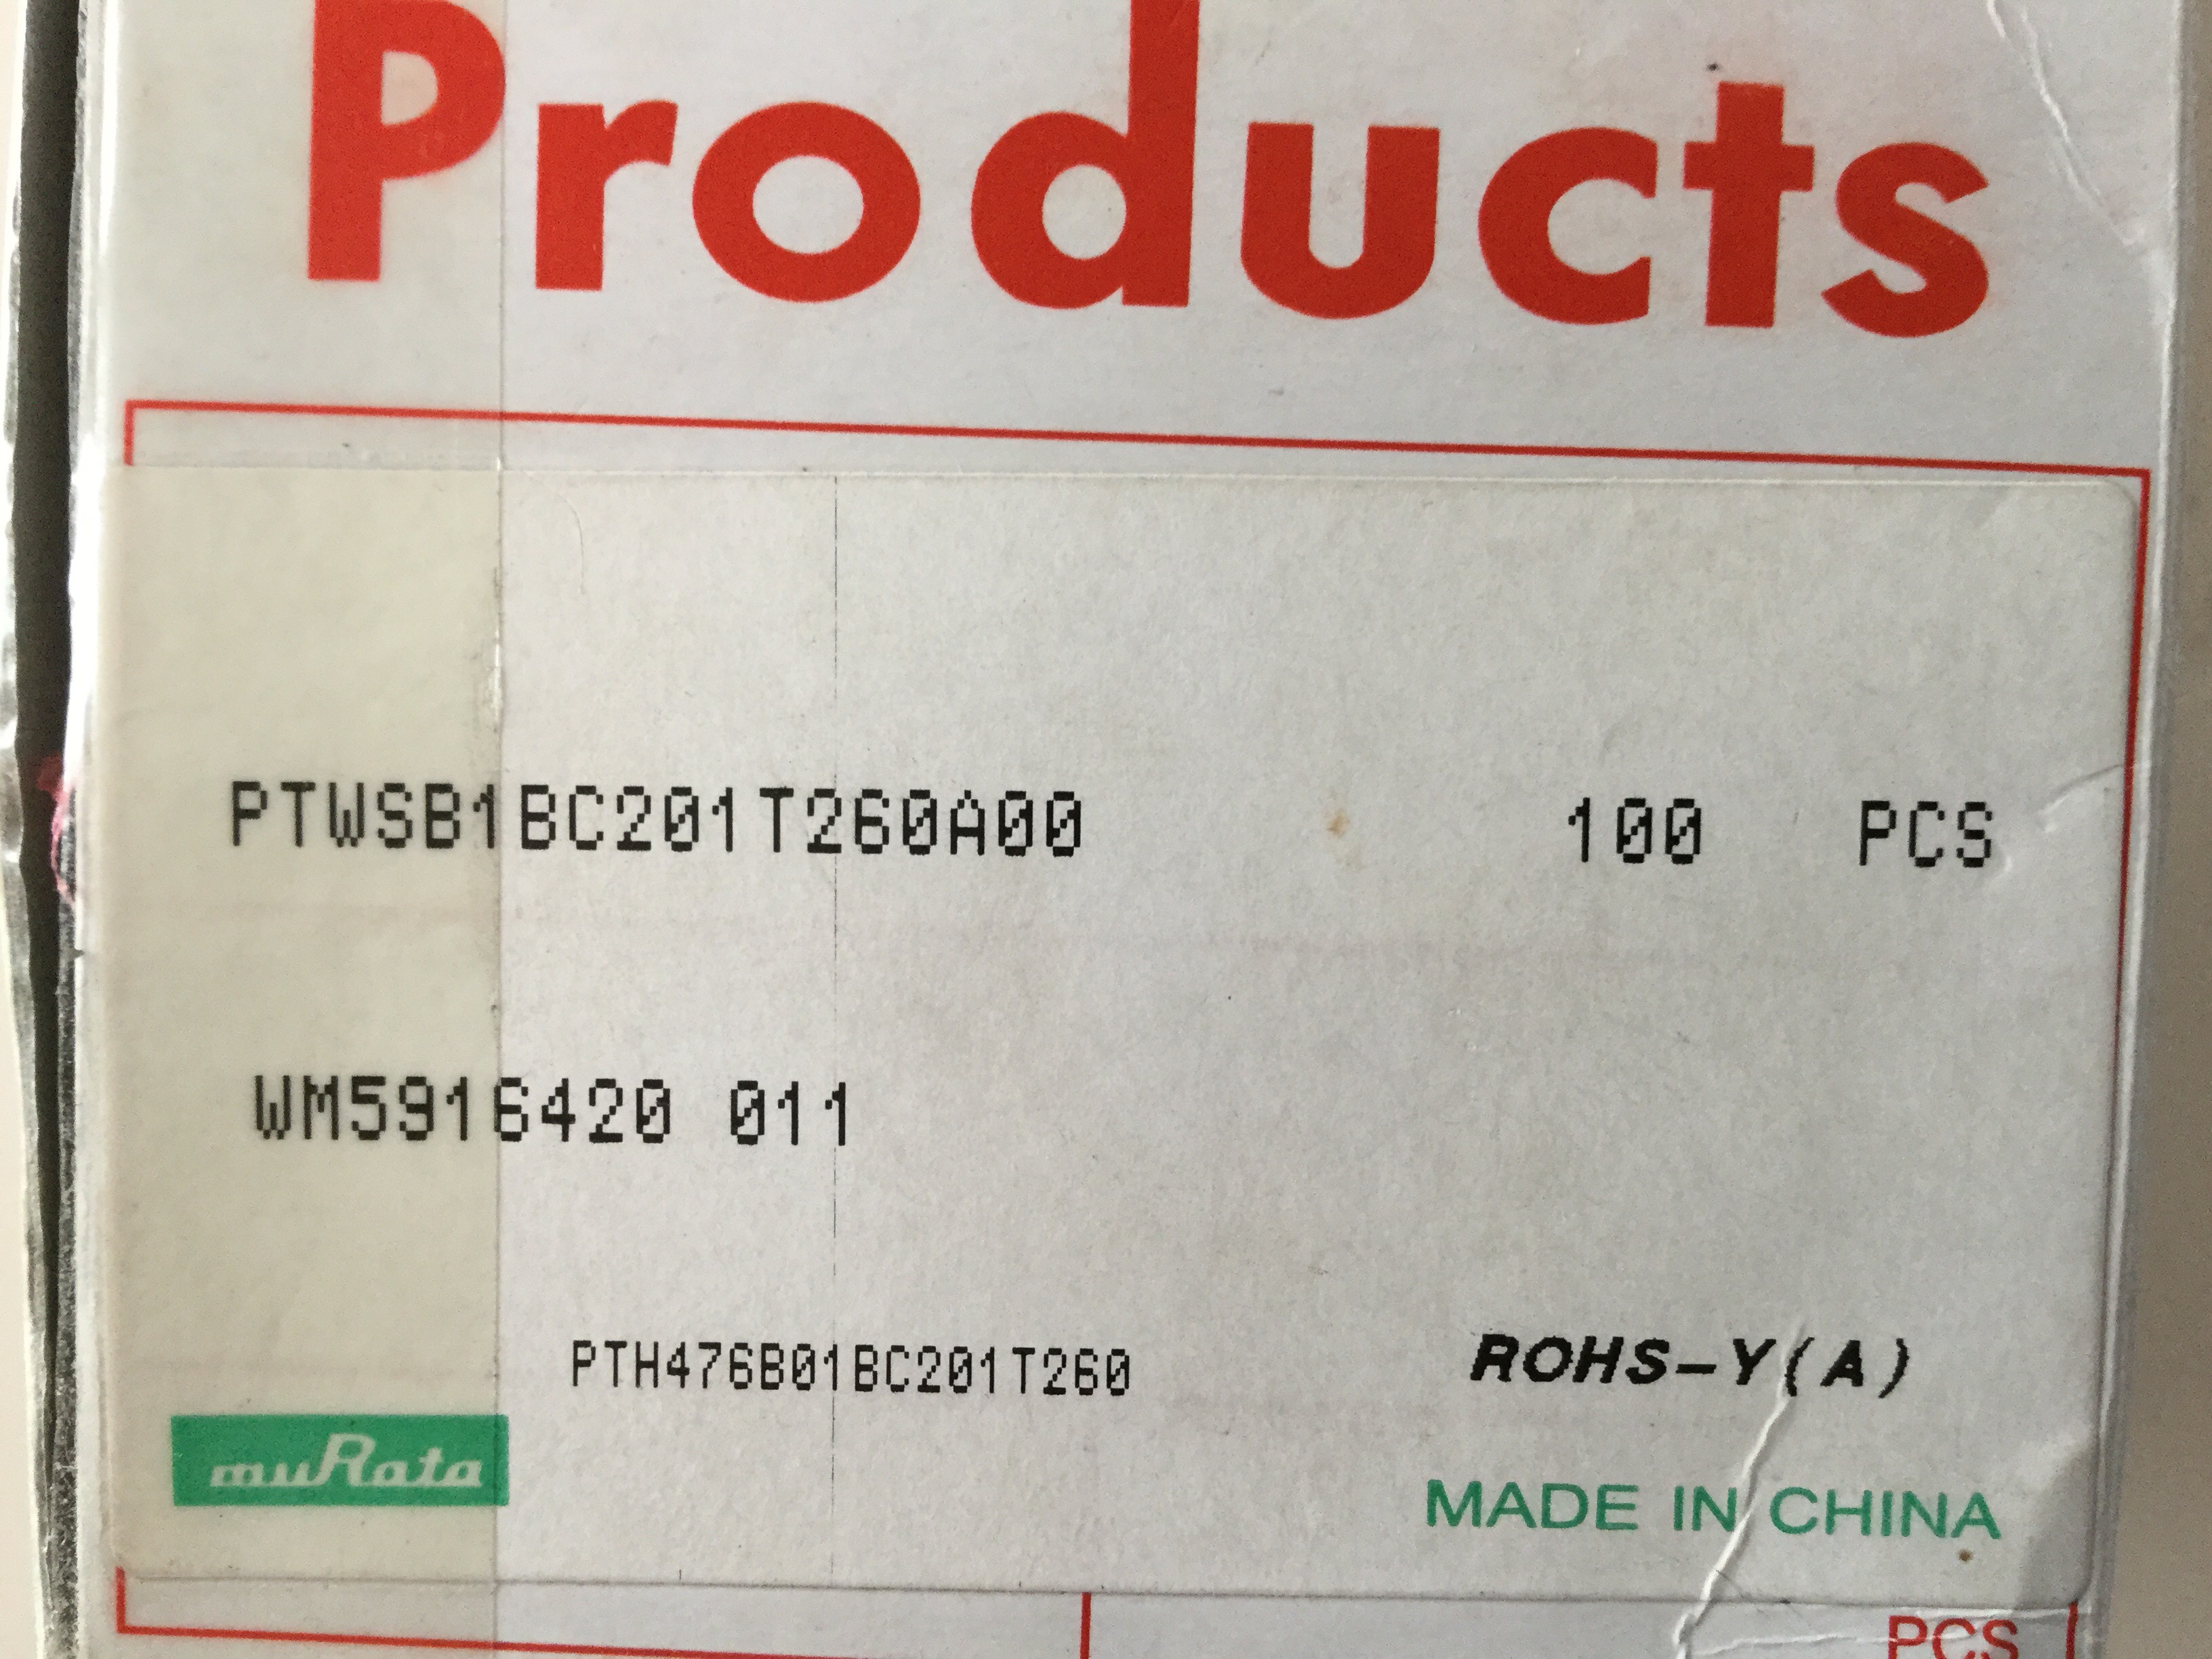 Products
PTWSB1BC201T260A00 100 PCS
WM5916420 011
PTH476B01BC201T260 ROHS-Y(A)
muRata
MADE IN CHINA
PCS